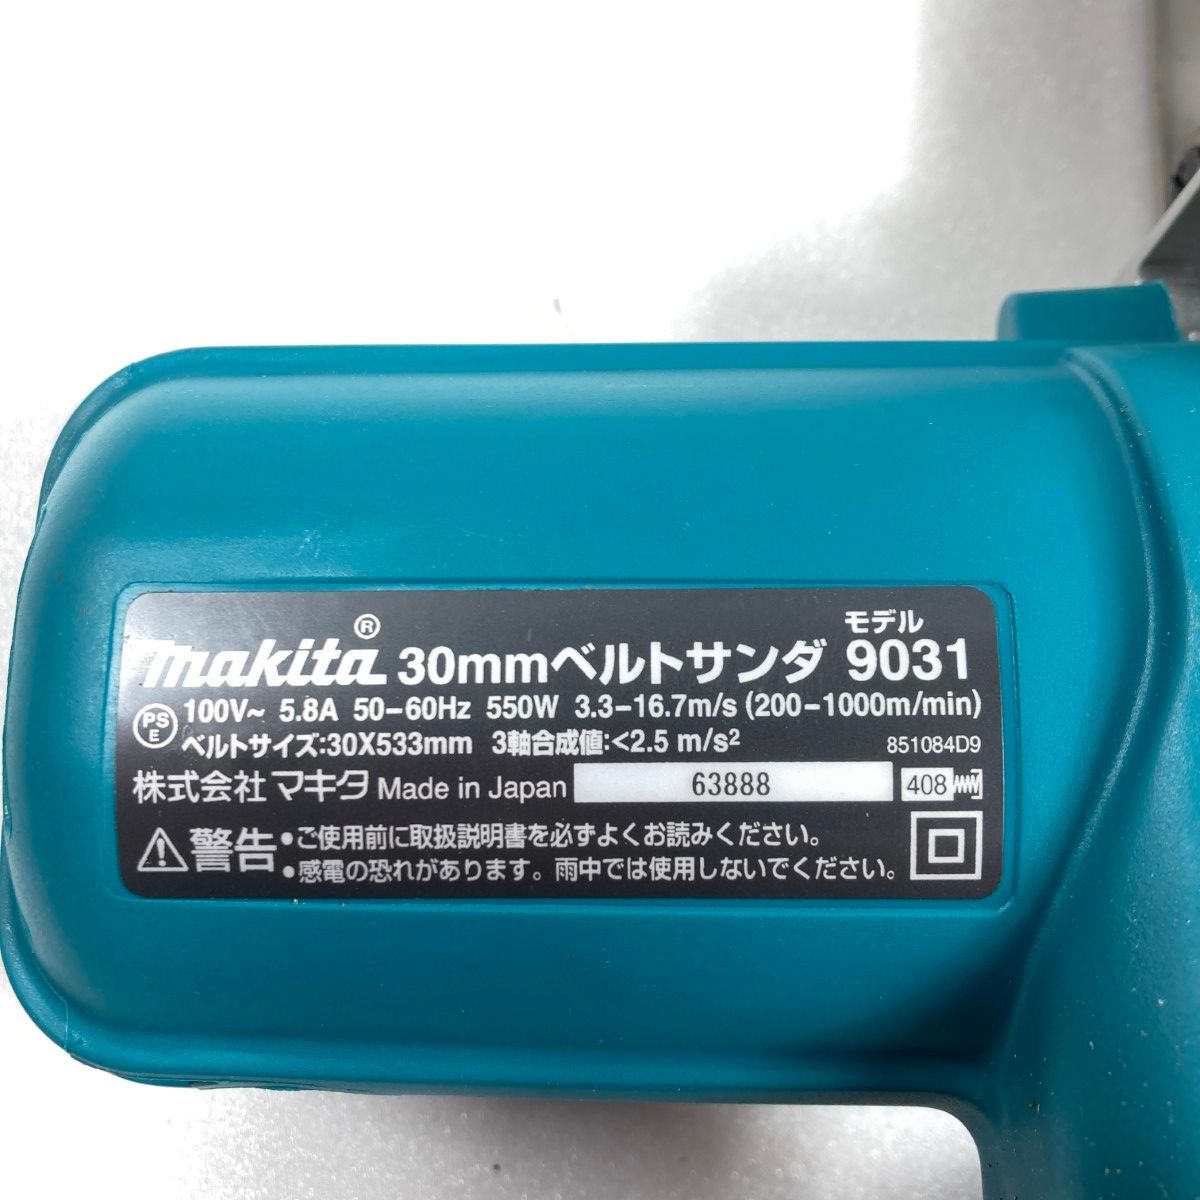 makita® 30mmベルトサンダ モデル 9031
PS E 100V~ 5.8A 50-60Hz 550W 3.3-16.7m/s (200-1000m/min)
ベルトサイズ:30X533mm 3軸合成値:<2.5 m/s² 851084D9
株式会社 マキタ Made in Japan 63888 408
警告 •ご使用前に取扱説明書を必ずよくお読みください。
•感電の恐れがあります。雨中では使用しないでください。